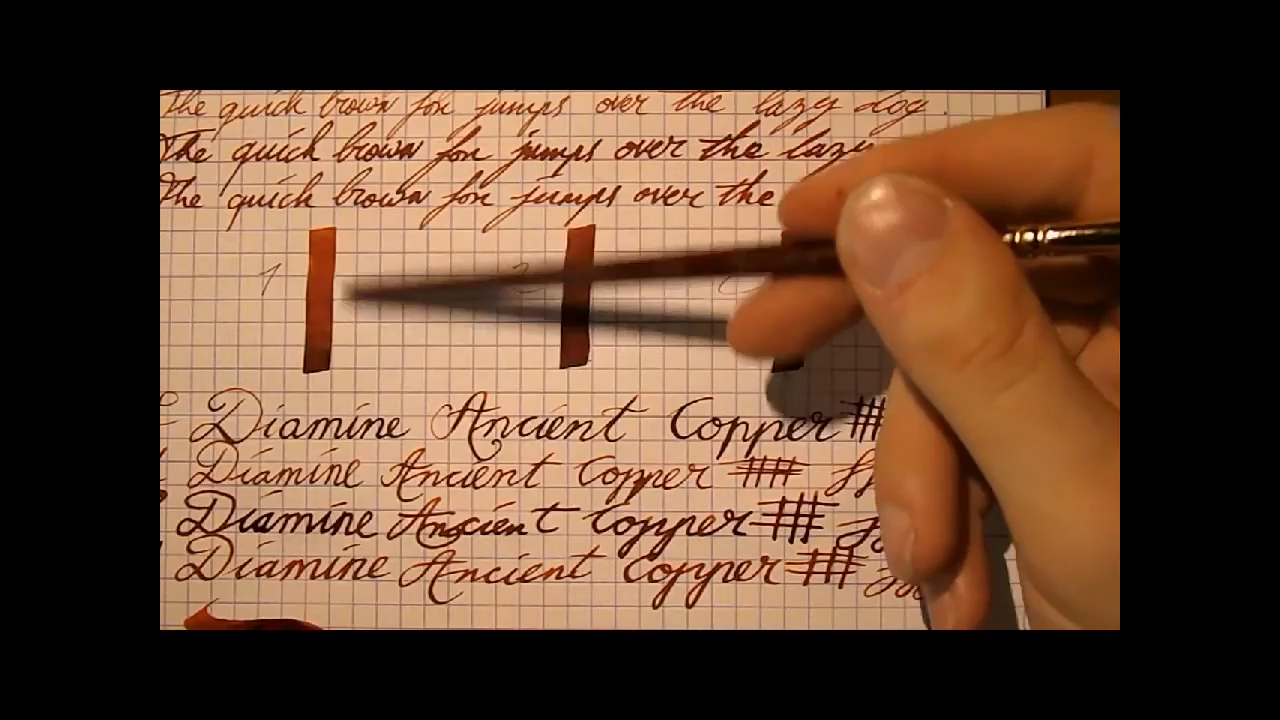 The quick brown fox jumps over the lazy dog.
The quick brown fox jumps over the lazy
The quick brown fox jumps over the
1 2
Diamine Ancient Copper
Diamine Ancient Copper
Diamine Ancient Copper
Diamine Ancient Copper